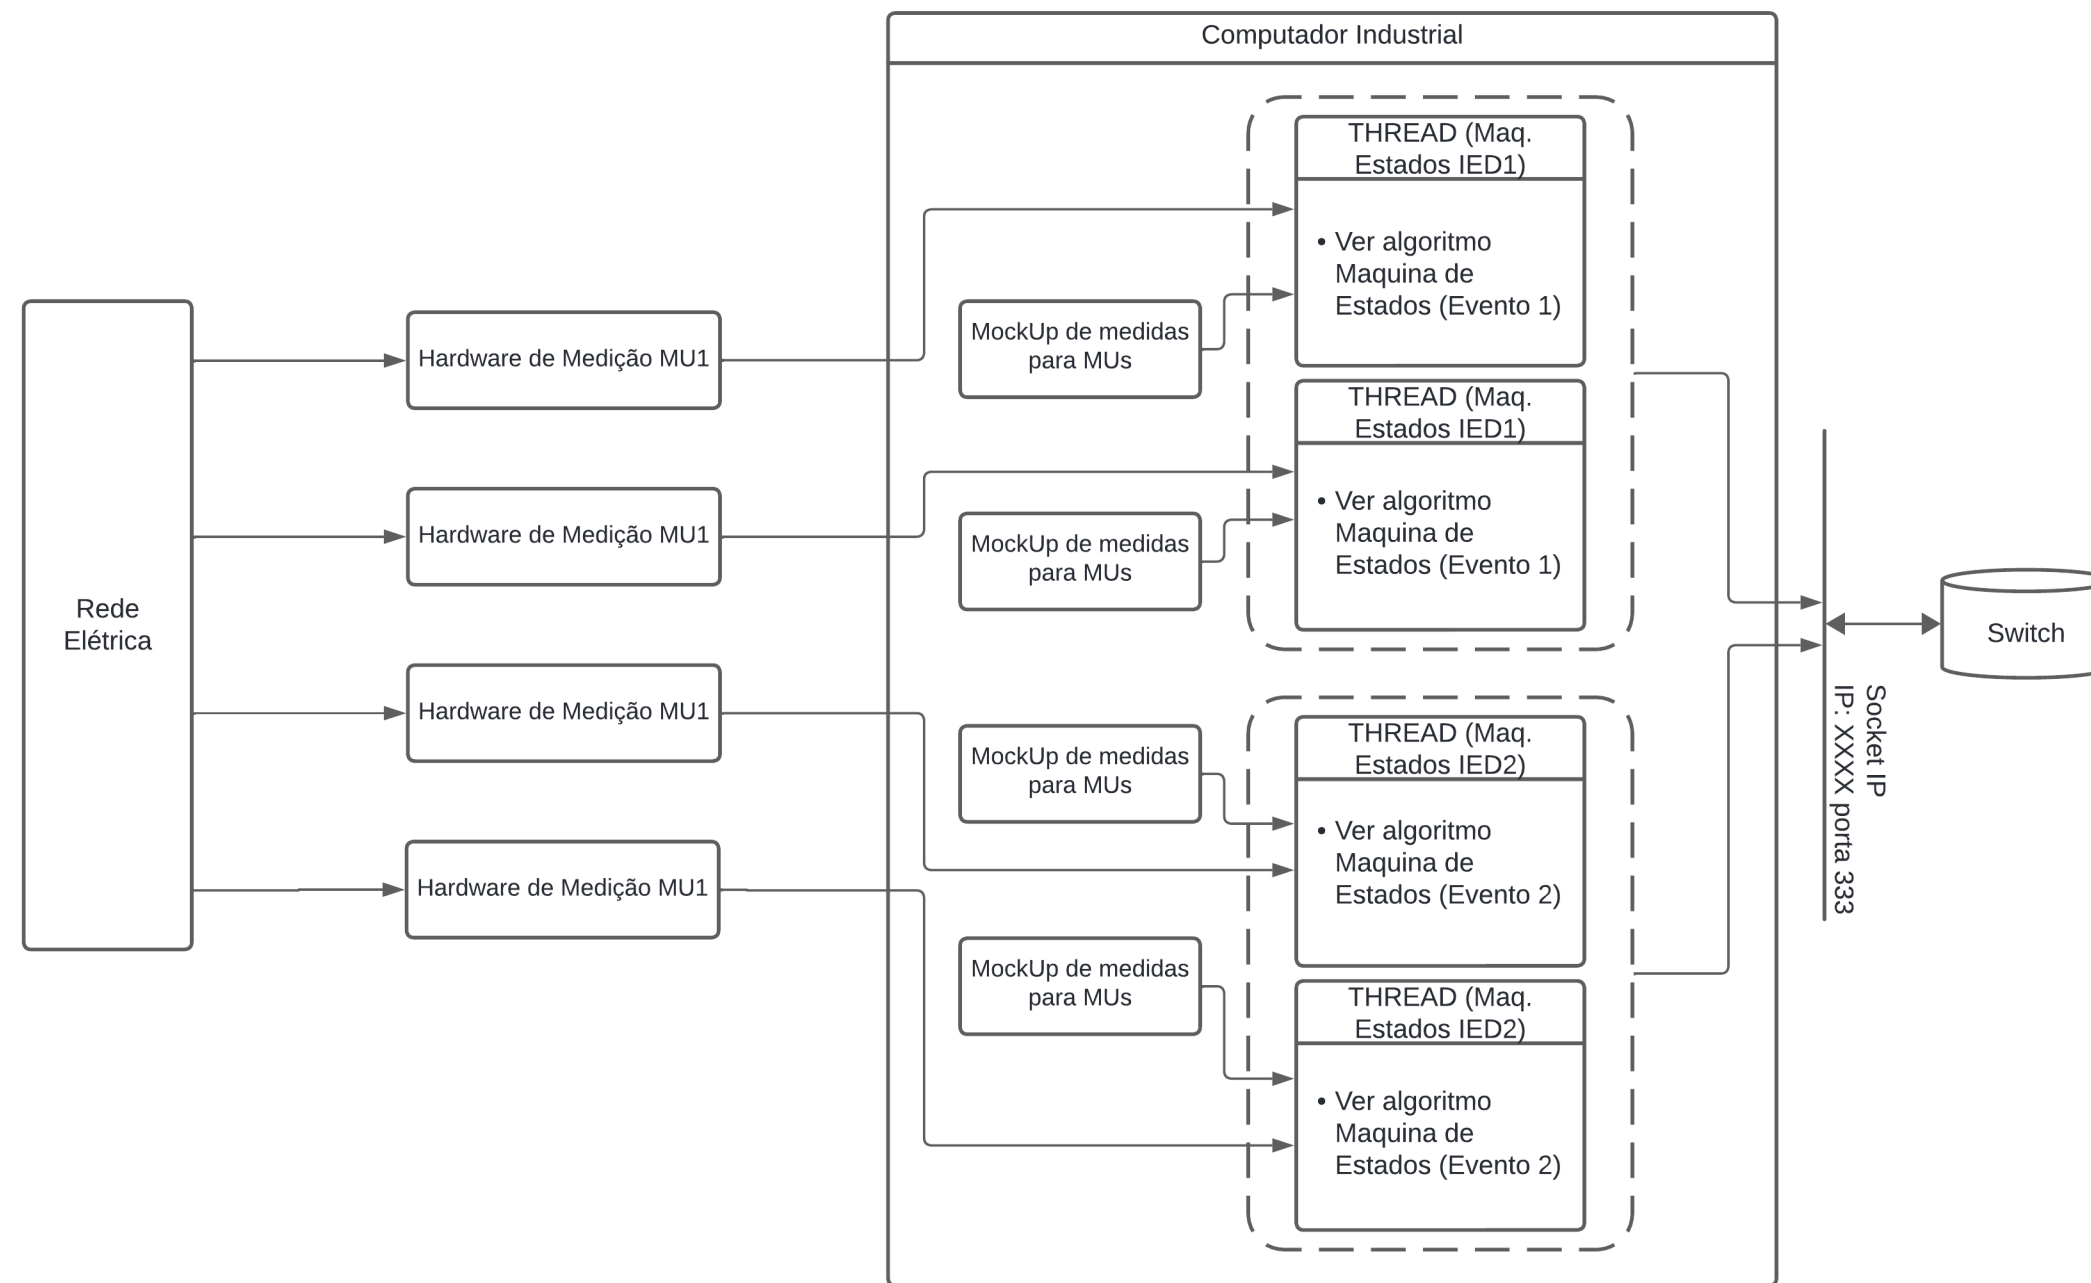 Computador Industrial
THREAD (Maq.
Estados IED1)
• Ver algoritmo
Maquina de
Estados (Evento 1)
MockUp de medidas
para MUs
Hardware de Medição MU1
THREAD (Maq.
Estados IED1)
• Ver algoritmo
Maquina de
Estados (Evento 1)
Hardware de Medição MU1
MockUp de medidas
para MUs
Rede
Elétrica
Switch
Socket IP
IP: XXXX porta 333
Hardware de Medição MU1
MockUp de medidas
para MUs
THREAD (Maq.
Estados IED2)
• Ver algoritmo
Maquina de
Estados (Evento 2)
Hardware de Medição MU1
MockUp de medidas
para MUs
THREAD (Maq.
Estados IED2)
• Ver algoritmo
Maquina de
Estados (Evento 2)